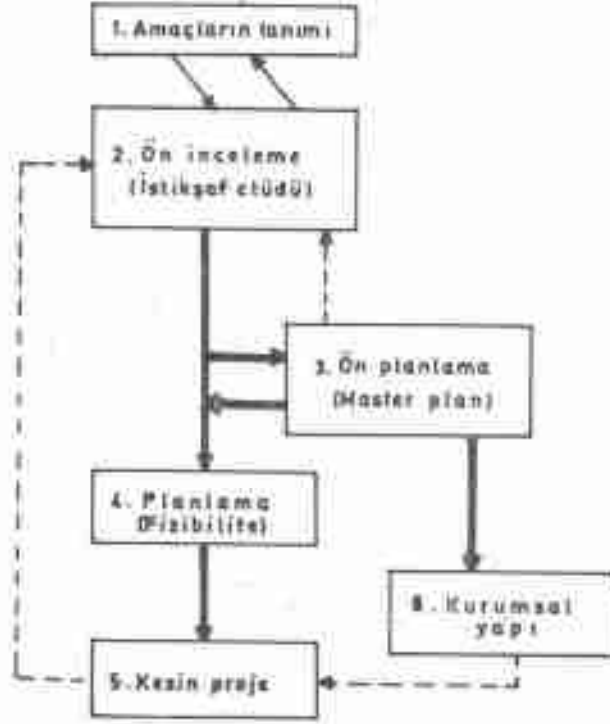 1. Amaçların tanımı
2. Ön inceleme
(İstikşaf etüdü)
3. Ön planlama
(Master plan)
4. Planlama
(Fizibilite)
8. Kurumsal
yapı
5. Kesin proje